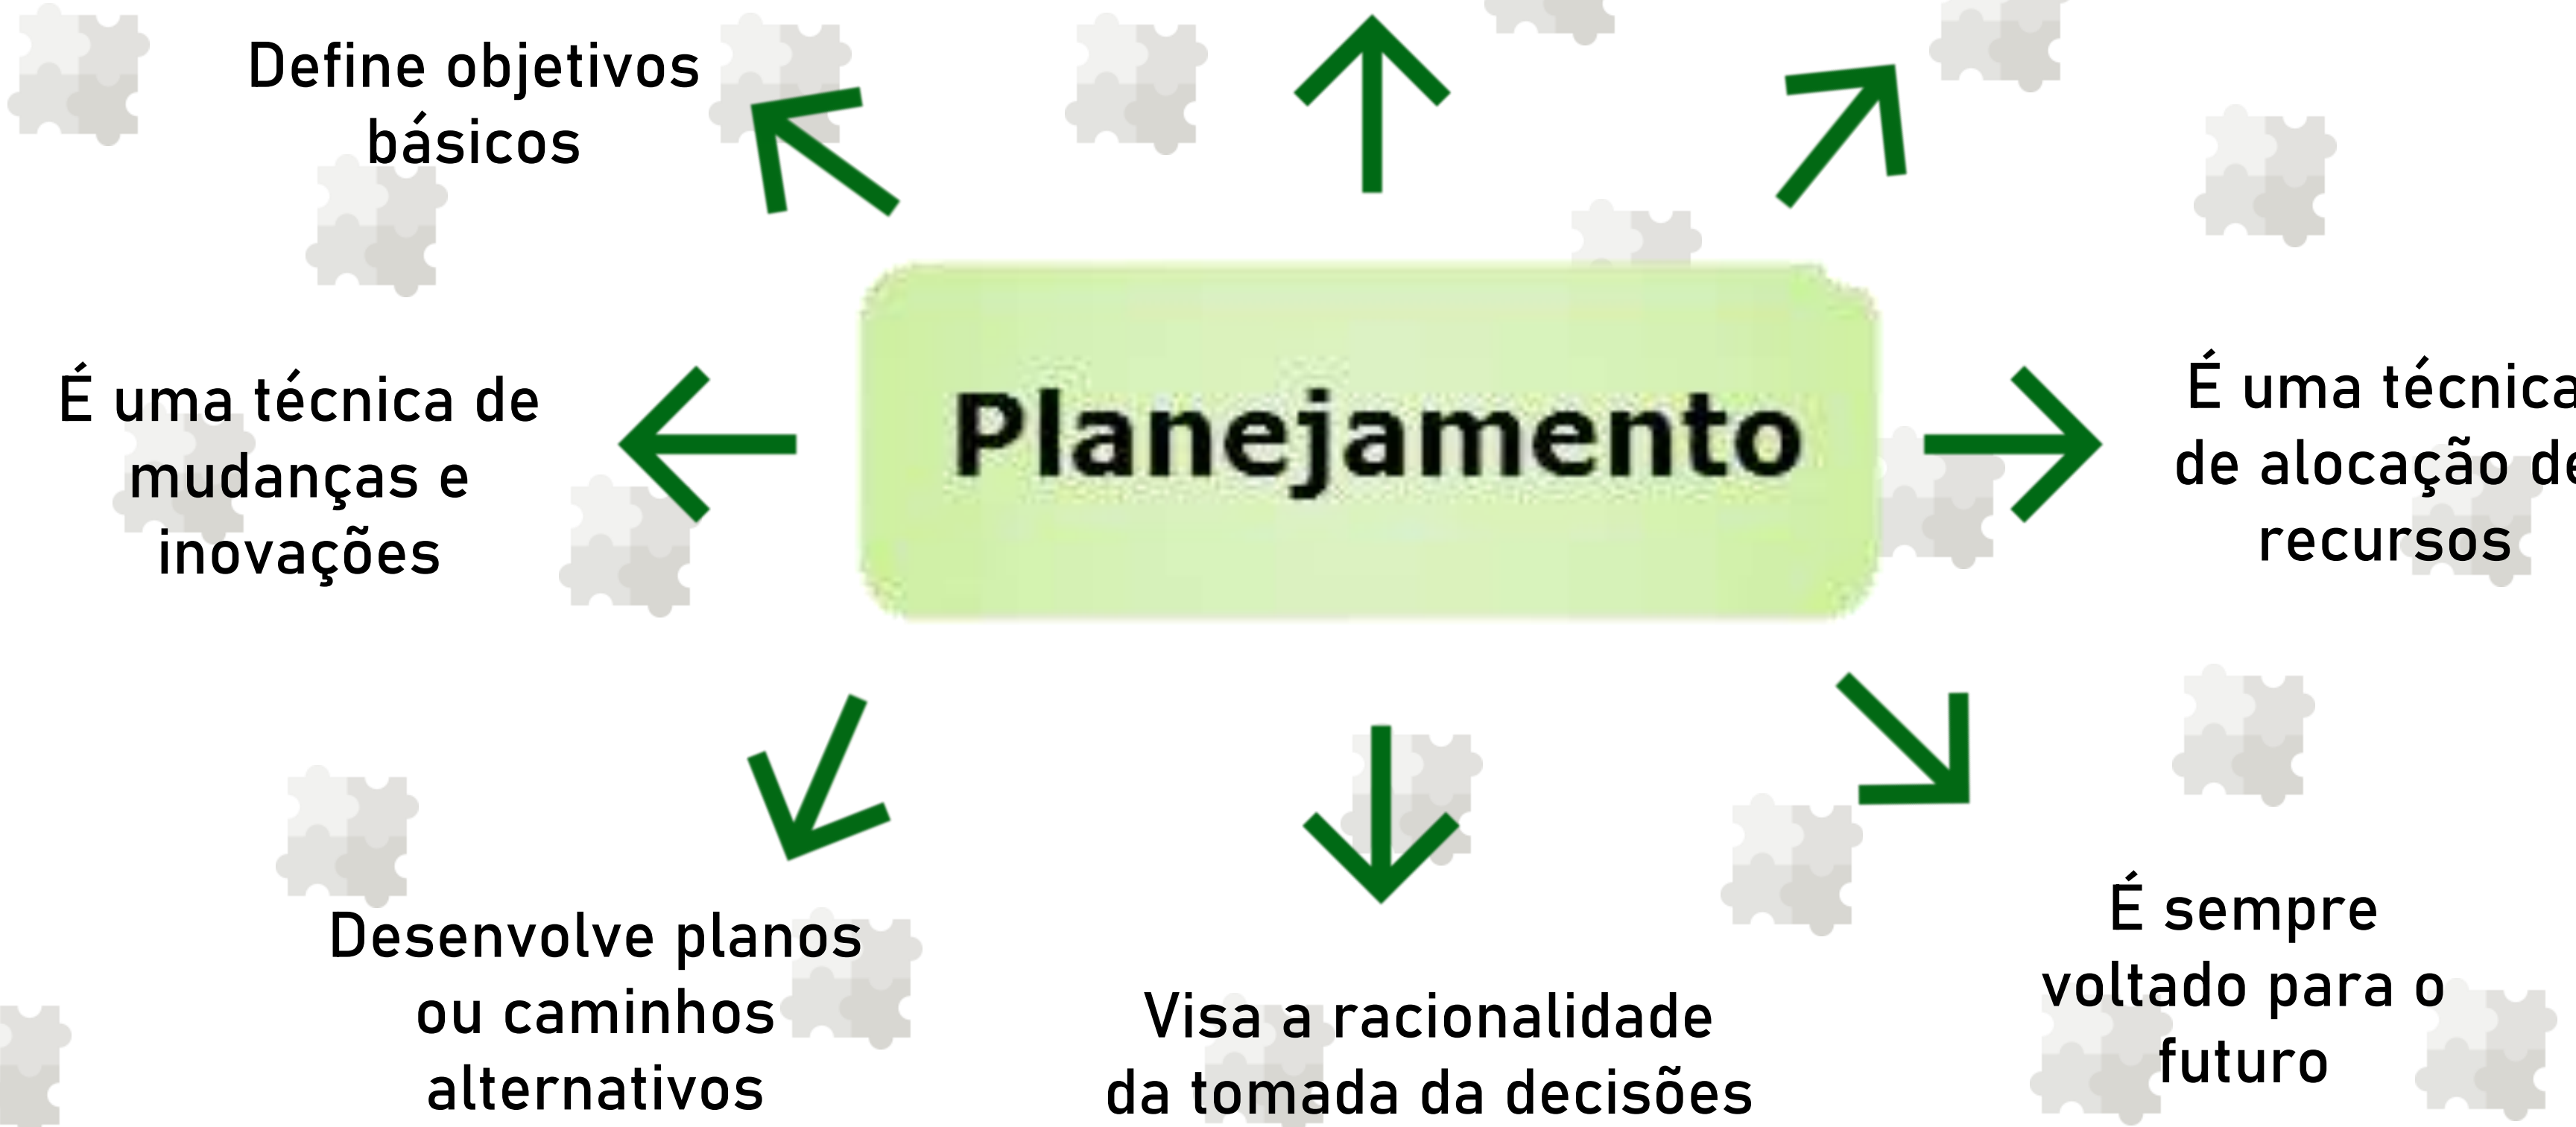 Define objetivos
básicos
É uma técnica de
mudanças e
inovações
Planejamento
É uma técnica
de alocação de
recursos
Desenvolve planos
ou caminhos
alternativos
Visa a racionalidade
da tomada da decisões
É sempre
voltado para o
futuro